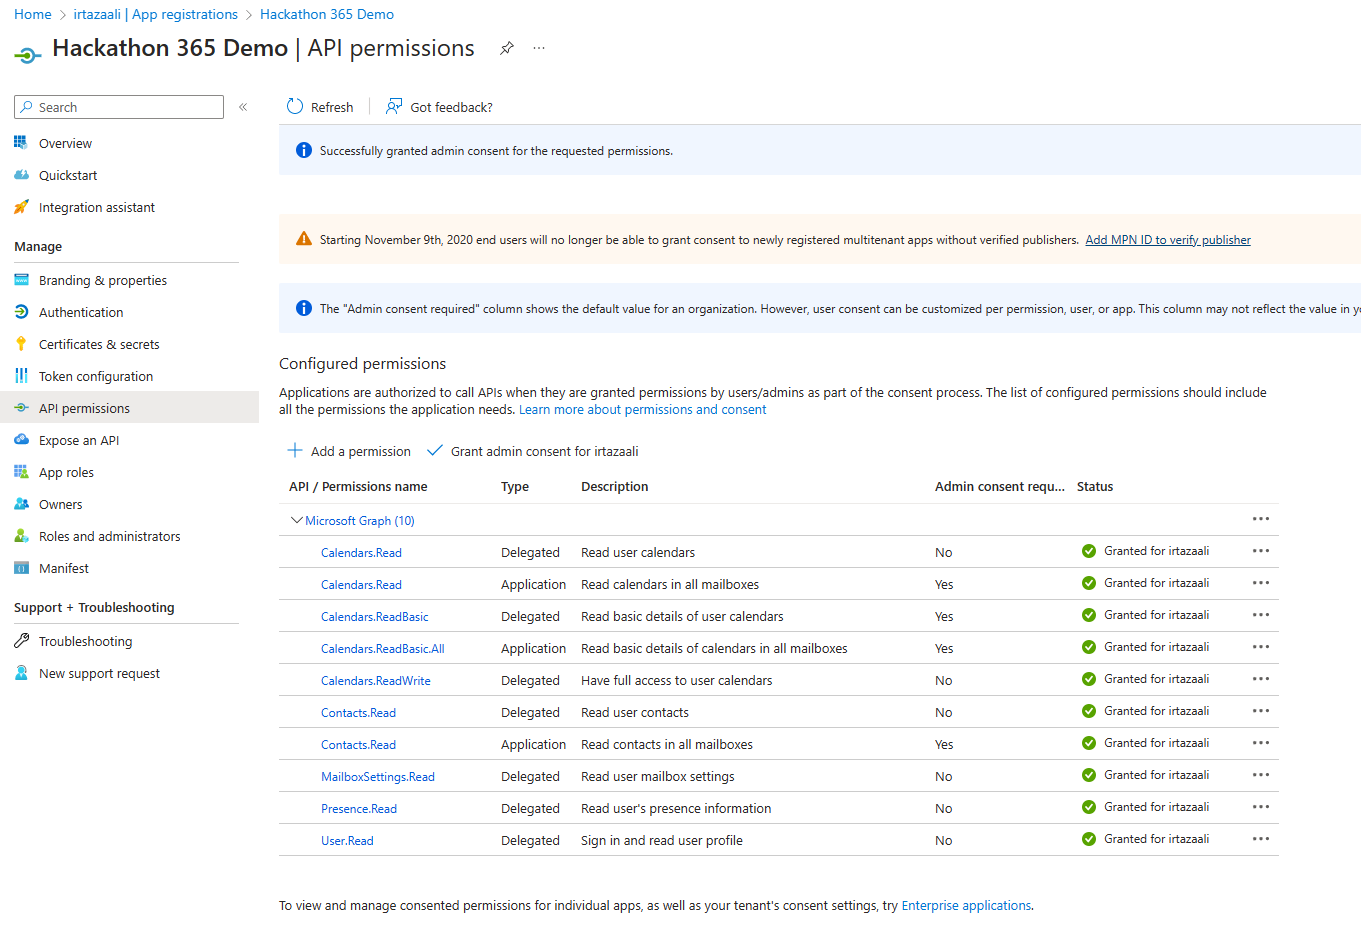 Home > irtazaali | App registrations > Hackathon 365 Demo
Hackathon 365 Demo | API permissions ...
Search «
Overview
Quickstart
Integration assistant
Manage
Branding & properties
Authentication
Certificates & secrets
Token configuration
API permissions
Expose an API
App roles
Owners
Roles and administrators
Manifest
Support + Troubleshooting
Troubleshooting
New support request
Refresh | Got feedback?
Successfully granted admin consent for the requested permissions.
Starting November 9th, 2020 end users will no longer be able to grant consent to newly registered multitenant apps without verified publishers. Add MPN ID to verify publisher
The "Admin consent required" column shows the default value for an organization. However, user consent can be customized per permission, user, or app. This column may not reflect the value in
Configured permissions
Applications are authorized to call APIs when they are granted permissions by users/admins as part of the consent process. The list of configured permissions should include
all the permissions the application needs. Learn more about permissions and consent
Add a permission Grant admin consent for irtazaali
API / Permissions name Type Description Admin consent requ... Status
Microsoft Graph (10)
Calendars.Read Delegated Read user calendars No Granted for irtazaali
Calendars.Read Application Read calendars in all mailboxes Yes Granted for irtazaali
Calendars.ReadBasic Delegated Read basic details of user calendars Yes Granted for irtazaali
Calendars.ReadBasic.All Application Read basic details of calendars in all mailboxes Yes Granted for irtazaali
Calendars.ReadWrite Delegated Have full access to user calendars No Granted for irtazaali
Contacts.Read Delegated Read user contacts No Granted for irtazaali
Contacts.Read Application Read contacts in all mailboxes Yes Granted for irtazaali
MailboxSettings.Read Delegated Read user mailbox settings No Granted for irtazaali
Presence.Read Delegated Read user's presence information No Granted for irtazaali
User.Read Delegated Sign in and read user profile No Granted for irtazaali
To view and manage consented permissions for individual apps, as well as your tenant's consent settings, try Enterprise applications.